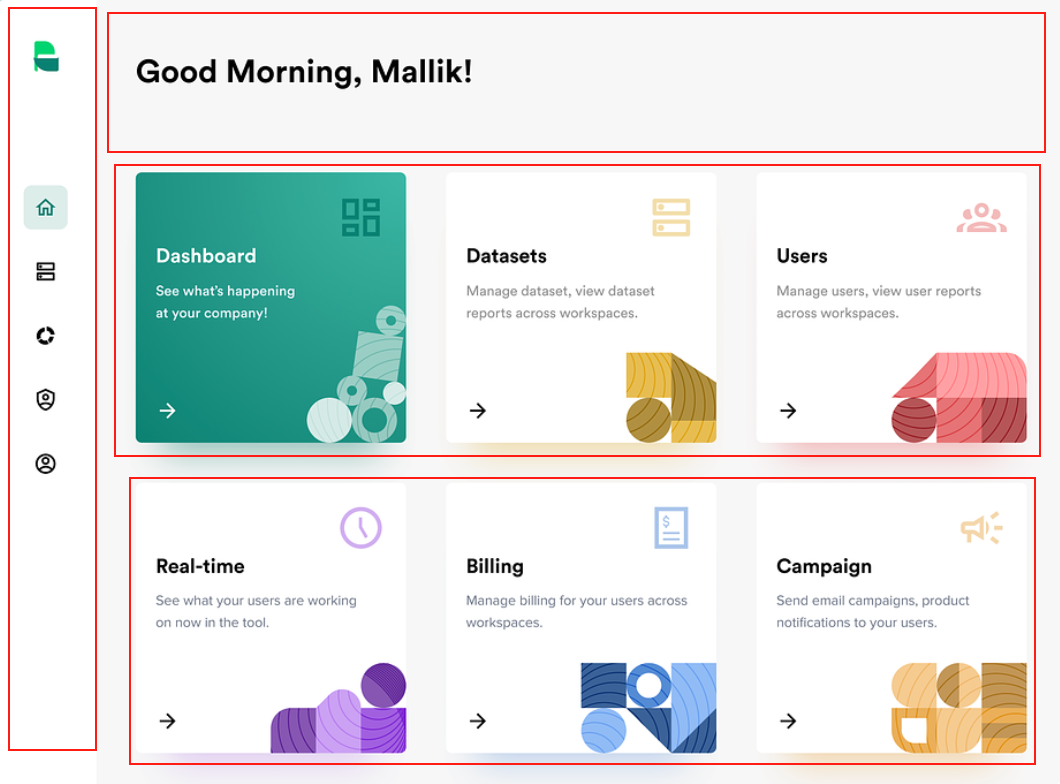 Good Morning, Mallik!
Dashboard
See what's happening
at your company!
Datasets
Manage dataset, view dataset
reports across workspaces.
Users
Manage users, view user reports
across workspaces.
Real-time
See what your users are working
on now in the tool.
$
Billing
Manage billing for your users across
workspaces.
Campaign
Send email campaigns, product
notifications to your users.